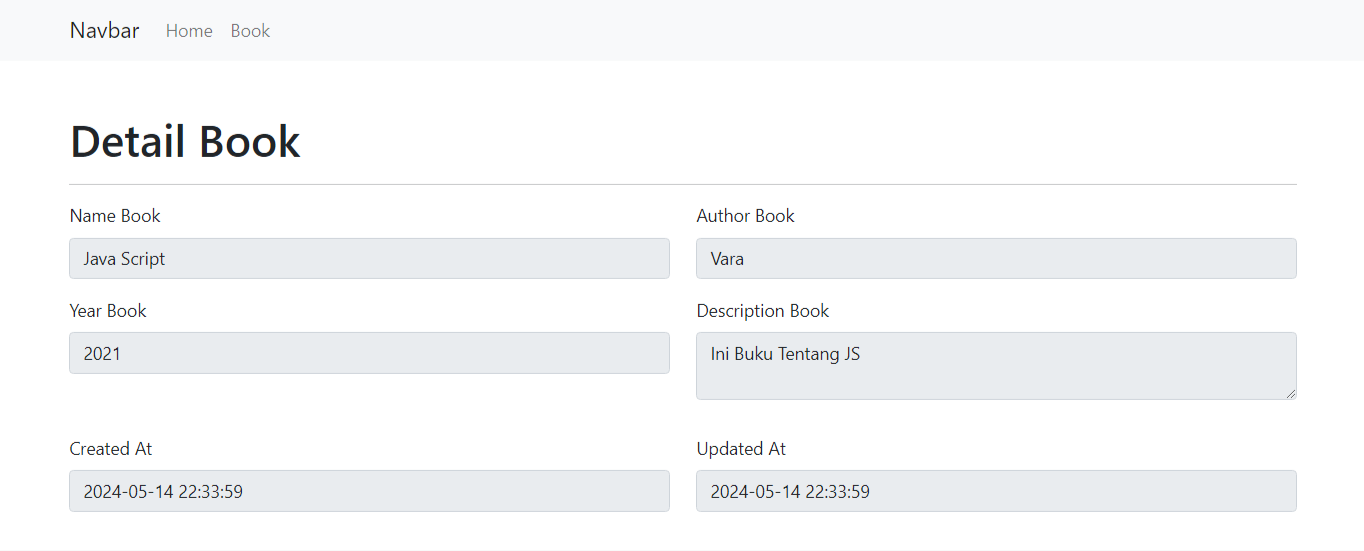 Navbar Home Book
Detail Book
Name Book
Java Script
Author Book
Vara
Year Book
2021
Description Book
Ini Buku Tentang JS
Created At
2024-05-14 22:33:59
Updated At
2024-05-14 22:33:59